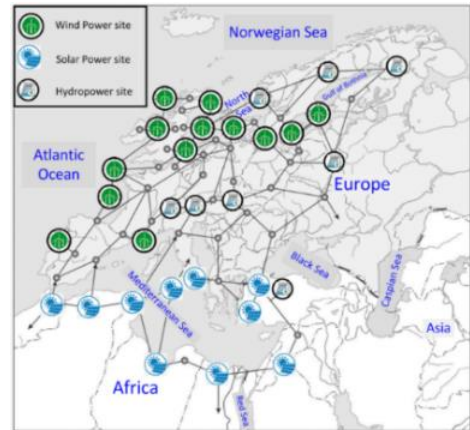 Wind Power site
Solar Power site
Hydropower site
Norwegian Sea
Gulf of Bothnia
North
Sea
Atlantic
Ocean
Europe
Black Sea
Caspian Sea
Mediterranean Sea
Asia
Africa
Red Sea